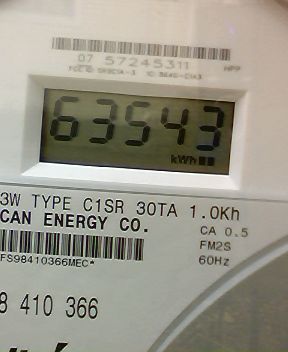 07 57245311
63543
kWh
3W TYPE C1SR 30TA 1.0Kh
CAN ENERGY CO.
CA 0.5
FM2S
60Hz
FS98410366MEC*
8 410 366